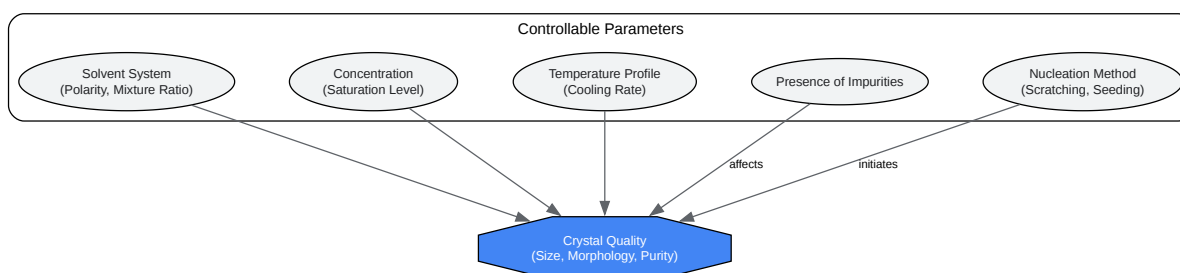 Controllable Parameters
Solvent System
(Polarity, Mixture Ratio)
Concentration
(Saturation Level)
Temperature Profile
(Cooling Rate)
Presence of Impurities
Nucleation Method
(Scratching, Seeding)
affects
initiates
Crystal Quality
(Size, Morphology, Purity)